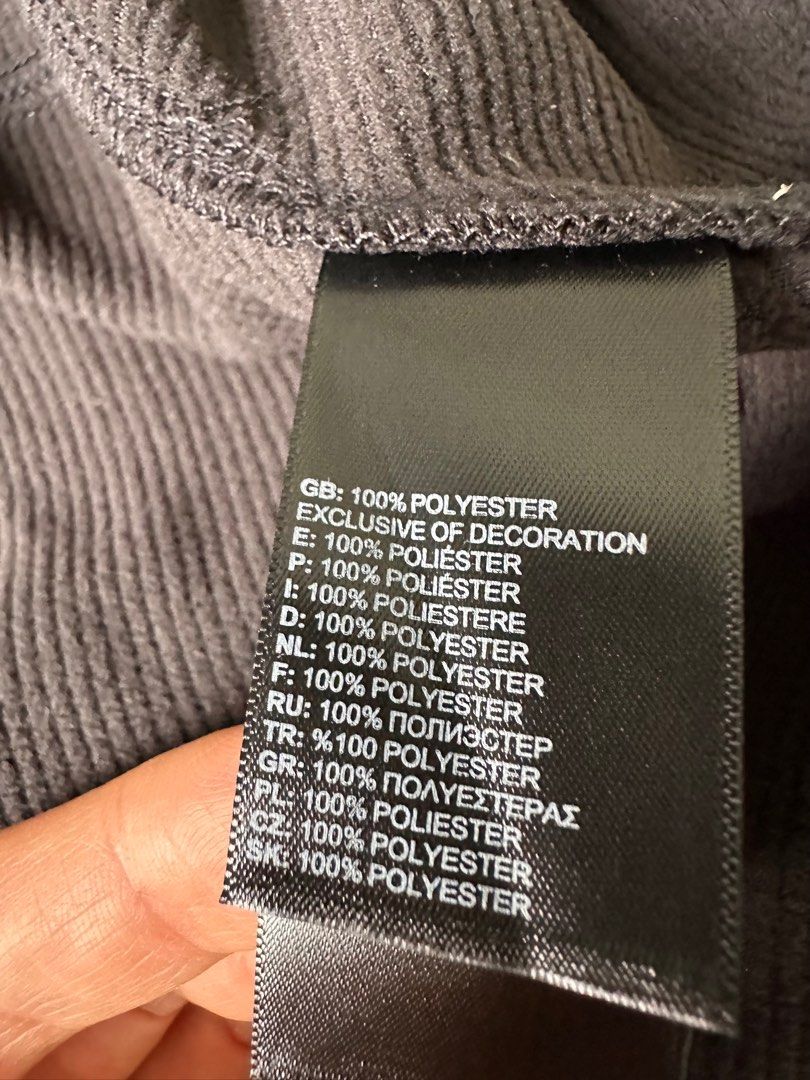 GB: 100% POLYESTER
EXCLUSIVE OF DECORATION
E: 100% POLIÉSTER
P: 100% POLIÉSTER
I: 100% POLIESTERE
D: 100% POLYESTER
NL: 100% POLYESTER
F: 100% POLYESTER
RU: 100% ПОЛИЭСТЕР
TR: %100 POLYESTER
GR: 100% ΠΟΛΥΕΣΤΕΡΑΣ
PL: 100% POLIESTER
CZ: 100% POLYESTER
SK: 100% POLYESTER